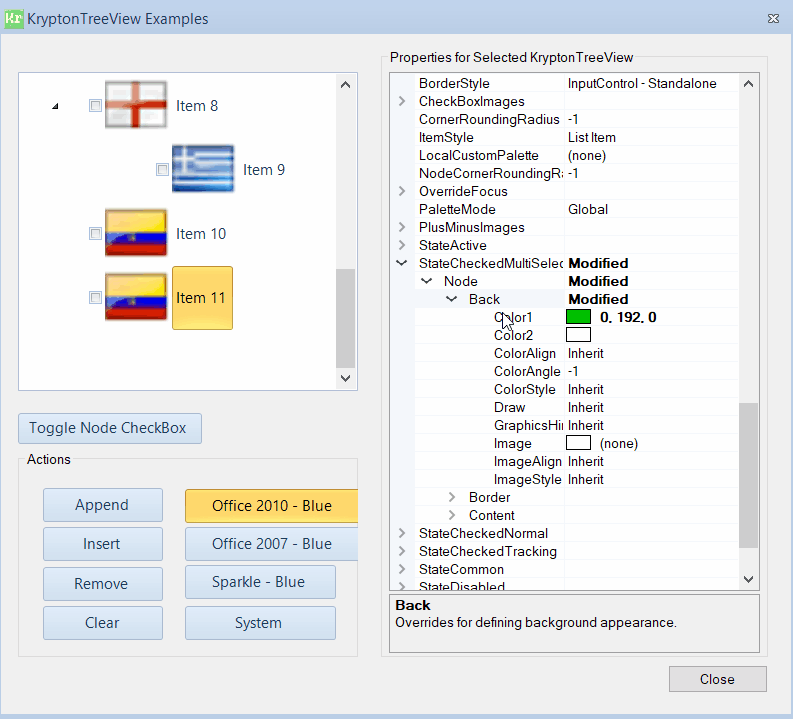 Kr KryptonTreeView Examples
Item 8
Item 9
Item 10
Item 11
Toggle Node CheckBox
Actions
Append
Office 2010 - Blue
Insert
Office 2007 - Blue
Remove
Sparkle - Blue
Clear
System
Properties for Selected KryptonTreeView
BorderStyle InputControl - Standalone
CheckBoxImages
CornerRoundingRadius -1
ItemStyle List Item
LocalCustomPalette (none)
NodeCornerRoundingRa -1
OverrideFocus
PaletteMode Global
PlusMinusImages
StateActive
StateCheckedMultiSelec Modified
Node Modified
Back Modified
Color1 0, 192, 0
Color2
ColorAlign Inherit
ColorAngle -1
ColorStyle Inherit
Draw Inherit
GraphicsHi Inherit
Image (none)
ImageAlign Inherit
ImageStyle Inherit
Border
Content
StateCheckedNormal
StateCheckedTracking
StateCommon
StateDisabled
Back
Overrides for defining background appearance.
Close